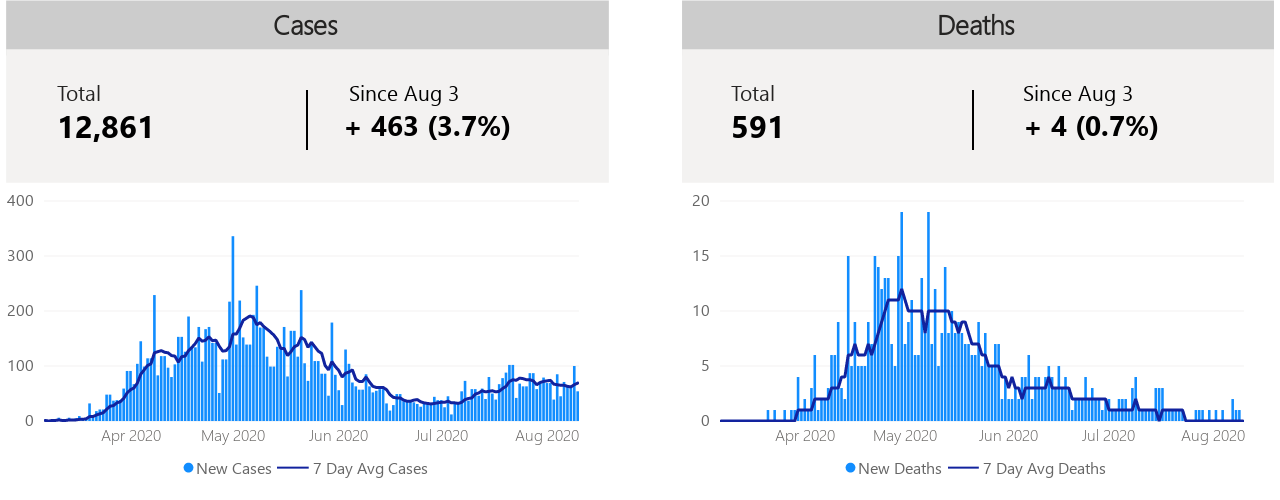 Cases
Total
12,861
Since Aug 3
+ 463 (3.7%)
400
300
200
100
0
Apr 2020 May 2020 Jun 2020 Jul 2020 Aug 2020
New Cases 7 Day Avg Cases
Deaths
Total
591
Since Aug 3
+ 4 (0.7%)
20
15
10
5
0
Apr 2020 May 2020 Jun 2020 Jul 2020 Aug 2020
New Deaths 7 Day Avg Deaths